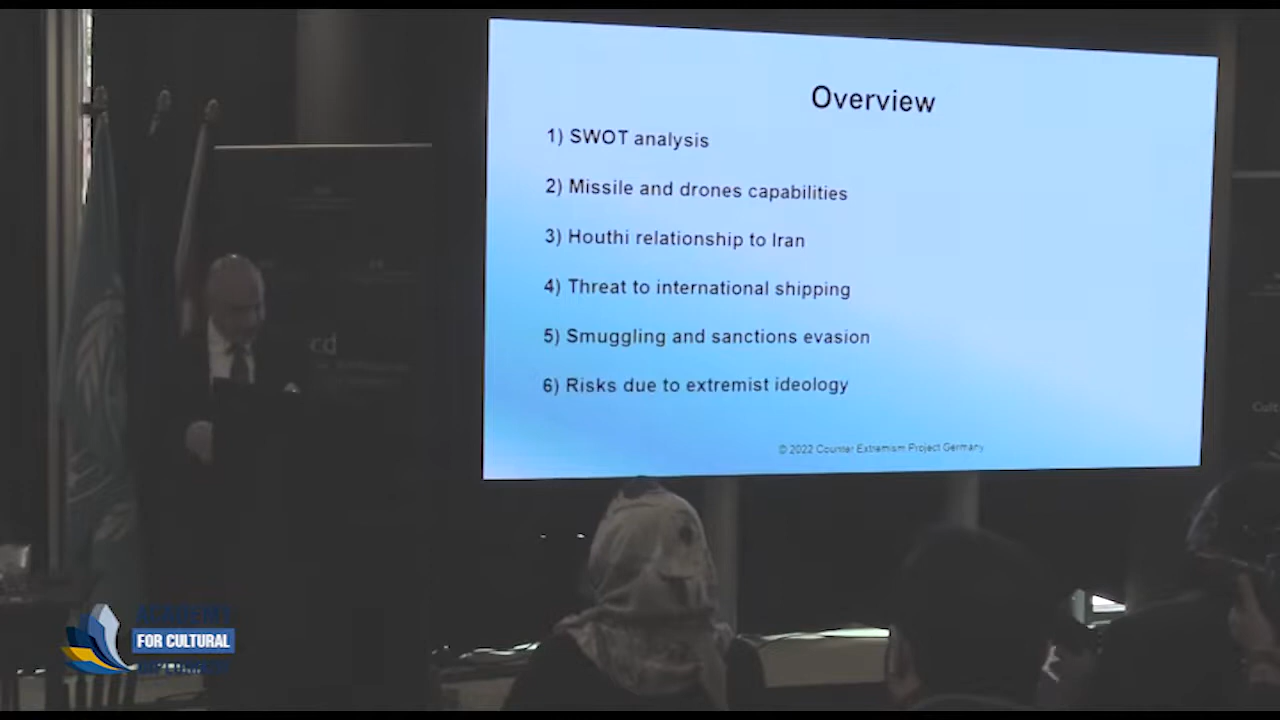 Overview
1) SWOT analysis
2) Missile and drones capabilities
3) Houthi relationship to Iran
4) Threat to international shipping
5) Smuggling and sanctions evasion
6) Risks due to extremist ideology
© 2022 Counter Extremism Project Germany
cd
ACADEMY
FOR CULTURAL
DIPLOMACY